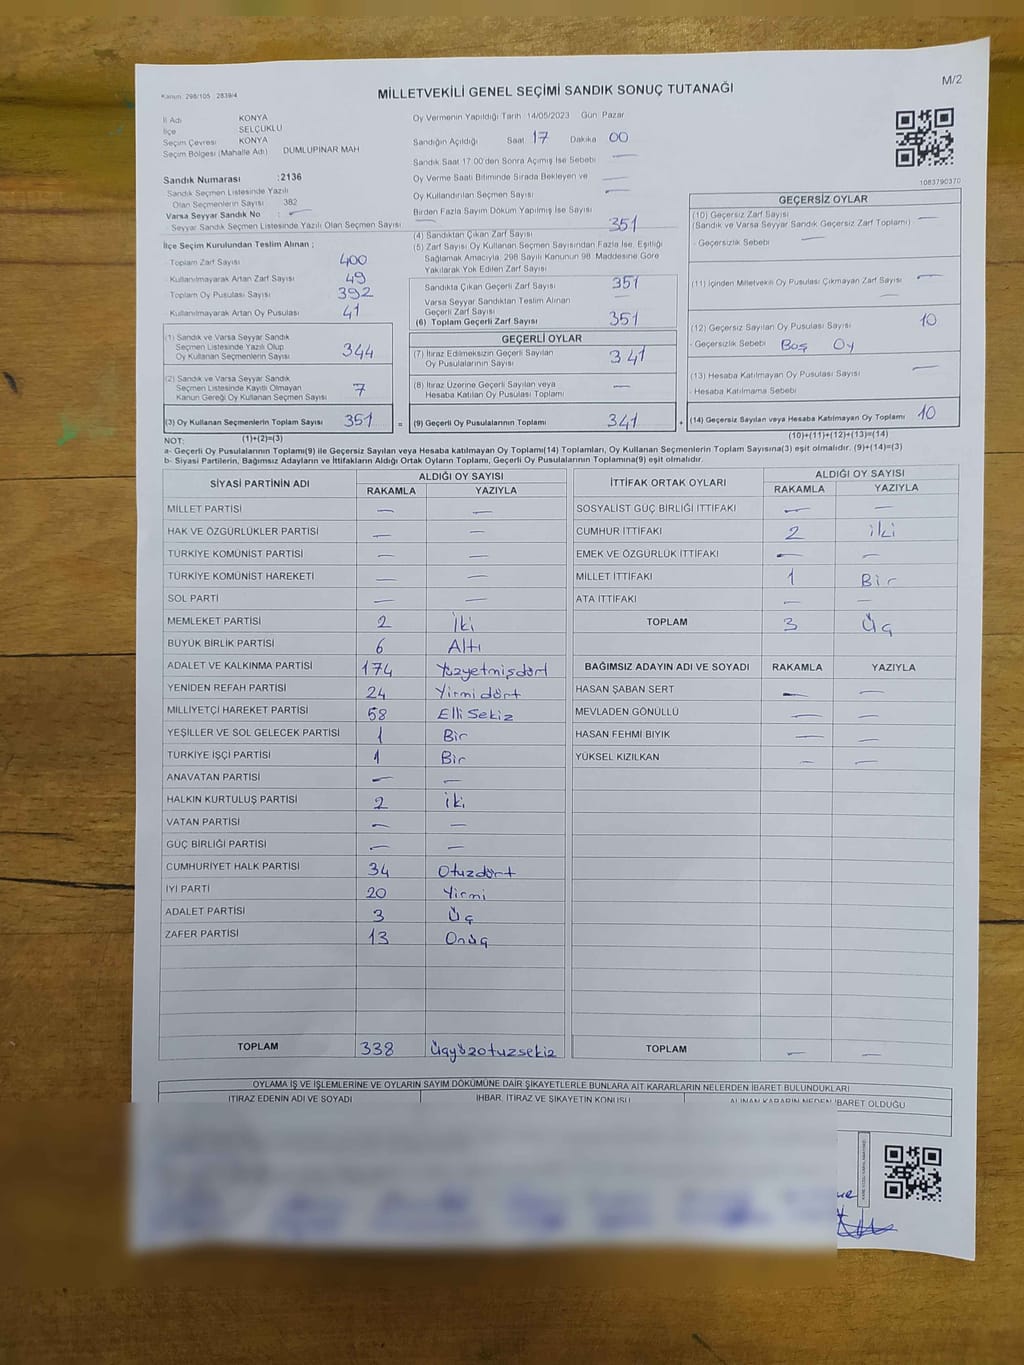 Kanun: 298/105 2839/4
MİLLETVEKİLİ GENEL SEÇİMİ SANDIK SONUÇ TUTANAĞI
M/2
İl Adı KONYA
İlçe SELÇUKLU
Seçim Çevresi KONYA
Seçim Bölgesi (Mahalle Adı) DUMLUPINAR MAH
Sandık Numarası :2136
Sandık Seçmen Listesinde Yazılı
Olan Seçmenlerin Sayısı 382
Varsa Seyyar Sandık No : —
Seyyar Sandık Seçmen Listesinde Yazılı Olan Seçmen Sayısı
İlçe Seçim Kurulundan Teslim Alınan ;
Toplam Zarf Sayısı 400
Kullanılmayarak Artan Zarf Sayısı 49
Toplam Oy Pusulası Sayısı 392
Kullanılmayarak Artan Oy Pusulası 41
(1) Sandık ve Varsa Seyyar Sandık
Seçmen Listesinde Yazılı Olup
Oy Kullanan Seçmenlerin Sayısı 344
(2) Sandık ve Varsa Seyyar Sandık
Seçmen Listesinde Kayıtlı Olmayan
Kanun Gereği Oy Kullanan Seçmen Sayısı 7
(3) Oy Kullanan Seçmenlerin Toplam Sayısı 351 =
Oy Vermenin Yapıldığı Tarih :14/05/2023 Gün: Pazar
Sandığın Açıldığı Saat 17 Dakika 00
Sandık Saat 17:00'den Sonra Açılmış İse Sebebi —
Oy Verme Saati Bitiminde Sırada Bekleyen ve —
Oy Kullandırılan Seçmen Sayısı —
Birden Fazla Sayım Döküm Yapılmış İse Sayısı —
(4) Sandıktan Çıkan Zarf Sayısı 351
(5) Zarf Sayısı Oy Kullanan Seçmen Sayısından Fazla İse, Eşitliği
Sağlamak Amacıyla; 298 Sayılı Kanunun 98. Maddesine Göre
Yakılarak Yok Edilen Zarf Sayısı
Sandıkta Çıkan Geçerli Zarf Sayısı 351
Varsa Seyyar Sandıktan Teslim Alınan
Geçerli Zarf Sayısı —
(6) Toplam Geçerli Zarf Sayısı 351
GEÇERLİ OYLAR
(7) İtiraz Edilmeksizin Geçerli Sayılan
Oy Pusulalarının Sayısı 341
(8) İtiraz Üzerine Geçerli Sayılan veya
Hesaba Katılan Oy Pusulası Toplamı —
(9) Geçerli Oy Pusulalarının Toplamı 341 +
1083790370
GEÇERSİZ OYLAR
(10) Geçersiz Zarf Sayısı
(Sandık ve Varsa Seyyar Sandık Geçersiz Zarf Toplamı) —
- Geçersizlik Sebebi —
(11) İçinden Milletvekili Oy Pusulası Çıkmayan Zarf Sayısı —
—
(12) Geçersiz Sayılan Oy Pusulası Sayısı 10
- Geçersizlik Sebebi Boş Oy
(13) Hesaba Katılmayan Oy Pusulası Sayısı —
- Hesaba Katılmama Sebebi
(14) Geçersiz Sayılan veya Hesaba Katılmayan Oy Toplamı 10
NOT: (1)+(2)=(3) (10)+(11)+(12)+(13)=(14)
a- Geçerli Oy Pusulalarının Toplamı(9) ile Geçersiz Sayılan veya Hesaba katılmayan Oy Toplamı(14) Toplamları, Oy Kullanan Seçmenlerin Toplam Sayısına(3) eşit olmalıdır. (9)+(14)=(3)
b- Siyasi Partilerin, Bağımsız Adayların ve İttifakların Aldığı Ortak Oyların Toplamı, Geçerli Oy Pusulalarının Toplamına(9) eşit olmalıdır.
SİYASİ PARTİNİN ADI ALDIĞI OY SAYISI
RAKAMLA YAZIYLA
MİLLET PARTİSİ — —
HAK VE ÖZGÜRLÜKLER PARTİSİ — —
TÜRKİYE KOMÜNİST PARTİSİ — —
TÜRKİYE KOMÜNİST HAREKETİ — —
SOL PARTİ — —
MEMLEKET PARTİSİ 2 İki
BÜYÜK BİRLİK PARTİSİ 6 Altı
ADALET VE KALKINMA PARTİSİ 174 Yüzyetmişdört
YENİDEN REFAH PARTİSİ 24 Yirmi dört
MİLLİYETÇİ HAREKET PARTİSİ 58 Elli Sekiz
YEŞİLLER VE SOL GELECEK PARTİSİ 1 Bir
TÜRKİYE İŞÇİ PARTİSİ 1 Bir
ANAVATAN PARTİSİ — —
HALKIN KURTULUŞ PARTİSİ 2 İki
VATAN PARTİSİ — —
GÜÇ BİRLİĞİ PARTİSİ — —
CUMHURİYET HALK PARTİSİ 34 Otuzdört
İYİ PARTİ 20 Yirmi
ADALET PARTİSİ 3 Üç
ZAFER PARTİSİ 13 Onüç
TOPLAM 338 Üçyüzotuzsekiz
İTTİFAK ORTAK OYLARI ALDIĞI OY SAYISI
RAKAMLA YAZIYLA
SOSYALİST GÜÇ BİRLİĞİ İTTİFAKI — —
CUMHUR İTTİFAKI 2 iki
EMEK VE ÖZGÜRLÜK İTTİFAKI — —
MİLLET İTTİFAKI 1 Bir
ATA İTTİFAKI — —
TOPLAM 3 Üç
BAĞIMSIZ ADAYIN ADI VE SOYADI RAKAMLA YAZIYLA
HASAN ŞABAN SERT — —
MEVLADEN GÖNÜLLÜ — —
HASAN FEHMİ BIYIK — —
YÜKSEL KIZILKAN — —
TOPLAM — —
OYLAMA İŞ VE İŞLEMLERİNE VE OYLARIN SAYIM DÖKÜMÜNE DAİR ŞİKAYETLERLE BUNLARA AİT KARARLARIN NELERDEN İBARET BULUNDUKLARI
İTİRAZ EDENİN ADI VE SOYADI İHBAR, İTİRAZ VE ŞİKAYETİN KONUSU ALINAN KARARIN NEDEN İBARET OLDUĞU